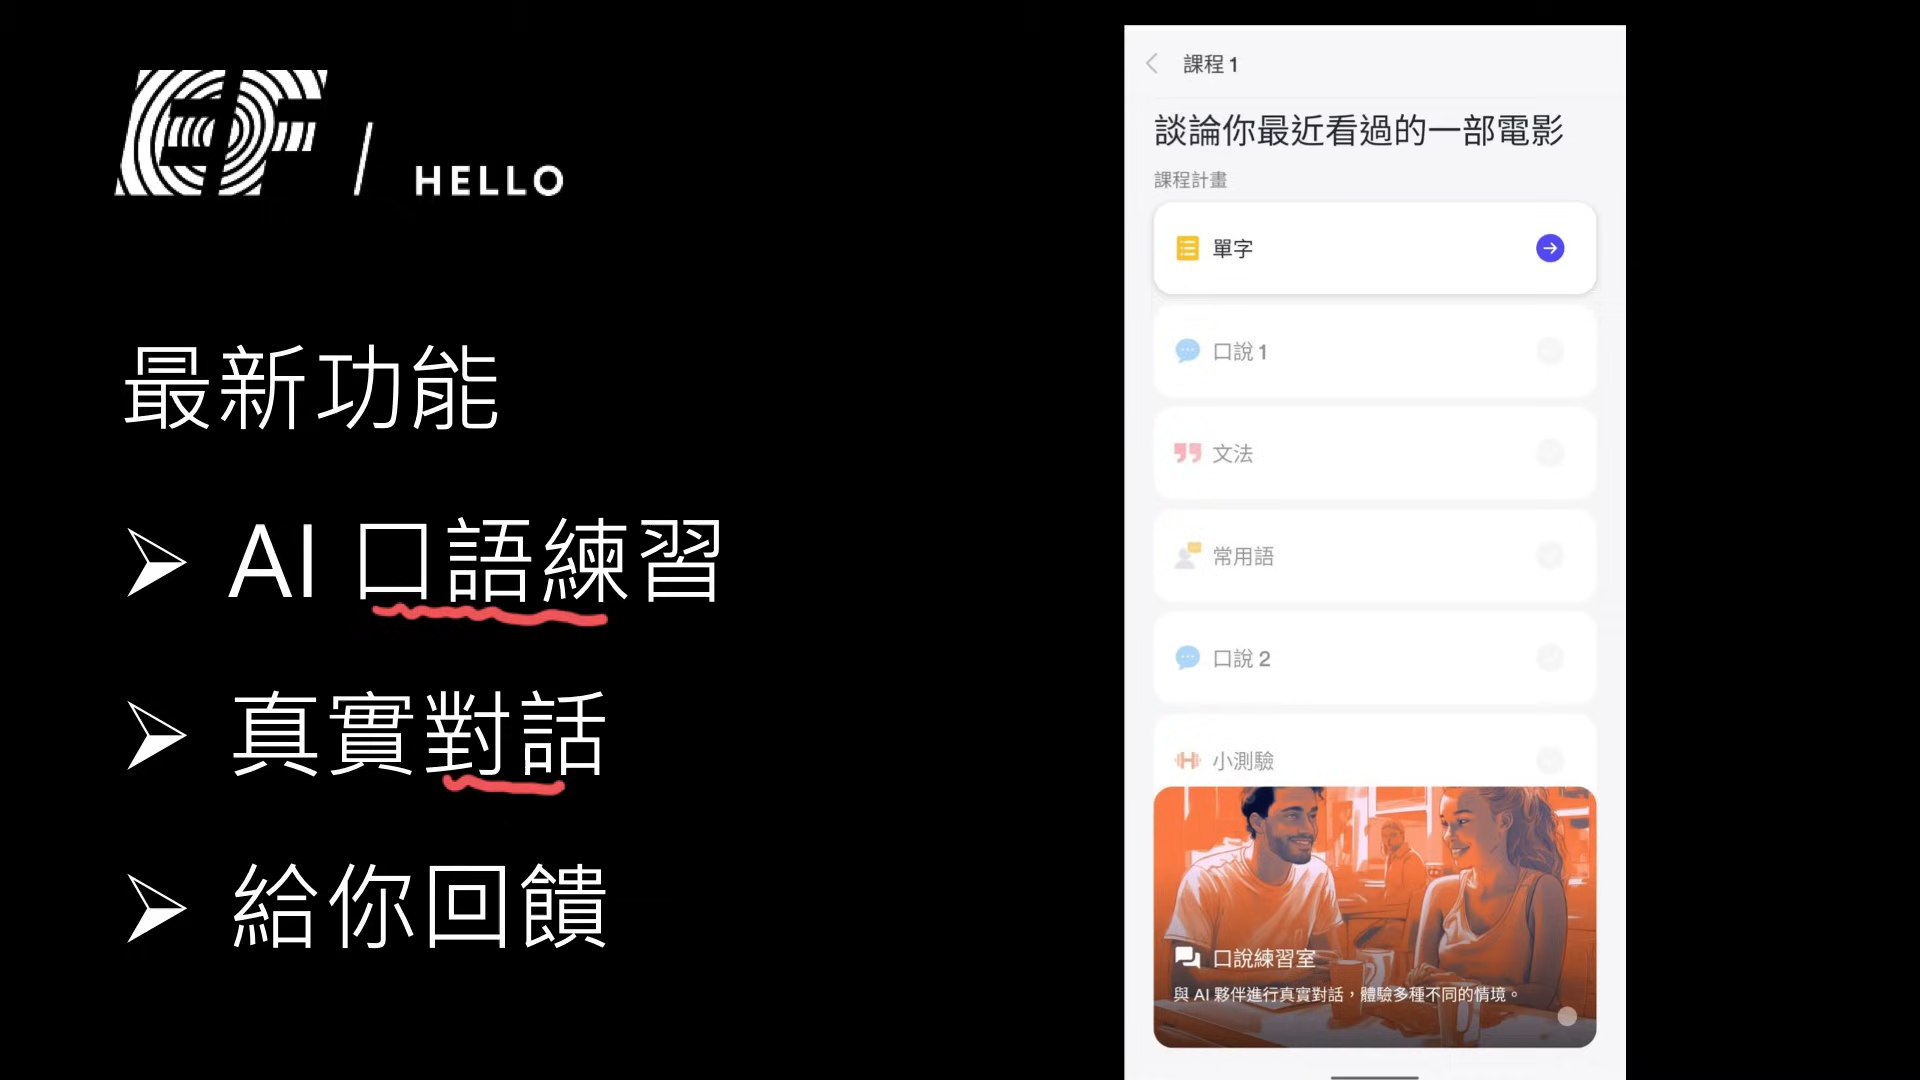 EF / HELLO
最新功能
AI 口語練習
真實對話
給你回饋
課程 1
談論你最近看過的一部電影
課程計畫
單字
口說 1
文法
常用語
口說 2
小測驗
口說練習室
與 AI 夥伴進行真實對話，體驗多種不同的情境。